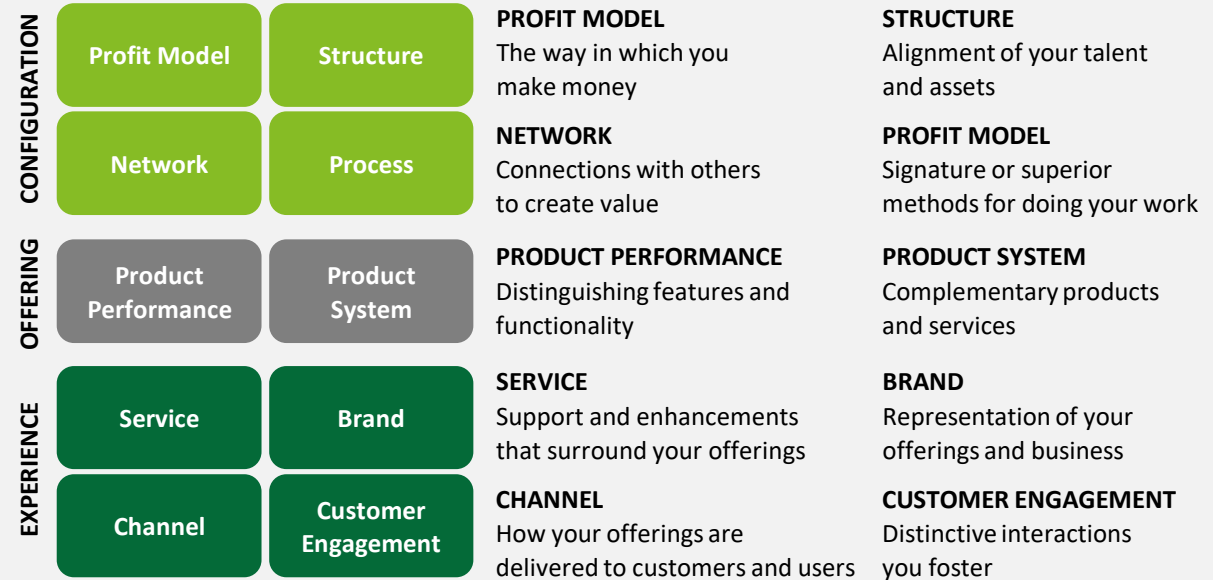 CONFIGURATION
Profit Model
Structure
Network
Process
PROFIT MODEL
The way in which you
make money
STRUCTURE
Alignment of your talent
and assets
NETWORK
Connections with others
to create value
PROFIT MODEL
Signature or superior
methods for doing your work
OFFERING
Product
Performance
Product
System
PRODUCT PERFORMANCE
Distinguishing features and
functionality
PRODUCT SYSTEM
Complementary products
and services
EXPERIENCE
Service
Brand
Channel
Customer
Engagement
SERVICE
Support and enhancements
that surround your offerings
BRAND
Representation of your
offerings and business
CHANNEL
How your offerings are
delivered to customers and users
CUSTOMER ENGAGEMENT
Distinctive interactions
you foster